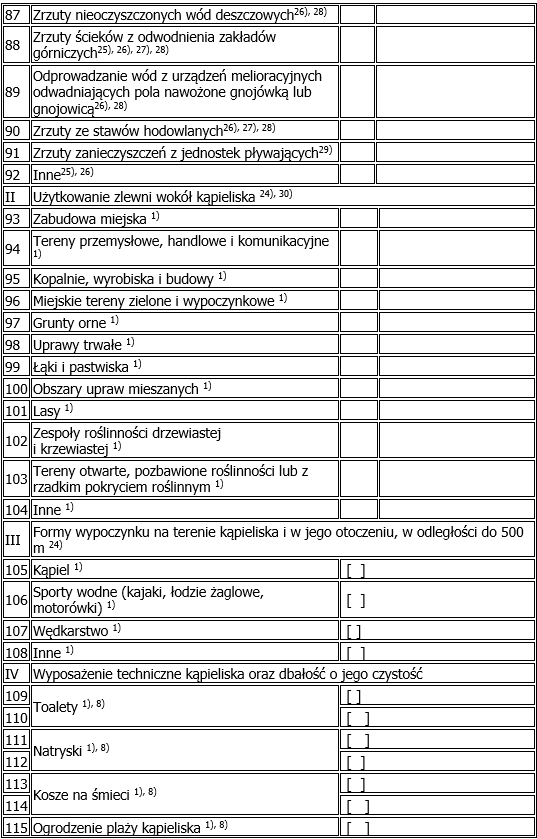 87 Zrzuty nieoczyszczonych wód deszczowych26), 28)
88 Zrzuty ścieków z odwodnienia zakładów
górniczych25), 26), 27), 28)
89 Odprowadzanie wód z urządzeń melioracyjnych
odwadniających pola nawożone gnojówką lub
gnojowicą26), 28)
90 Zrzuty ze stawów hodowlanych26), 27), 28)
91 Zrzuty zanieczyszczeń z jednostek pływających29)
92 Inne25), 26)
II Użytkowanie zlewni wokół kąpieliska 24), 30)
93 Zabudowa miejska 1)
94 Tereny przemysłowe, handlowe i komunikacyjne
1)
95 Kopalnie, wyrobiska i budowy 1)
96 Miejskie tereny zielone i wypoczynkowe 1)
97 Grunty orne 1)
98 Uprawy trwałe 1)
99 Łąki i pastwiska 1)
100 Obszary upraw mieszanych 1)
101 Lasy 1)
102 Zespoły roślinności drzewiastej
i krzewiastej 1)
103 Tereny otwarte, pozbawione roślinności lub z
rzadkim pokryciem roślinnym 1)
104 Inne 1)
III Formy wypoczynku na terenie kąpieliska i w jego otoczeniu, w odległości do 500
m 24)
105 Kąpiel 1) [ ]
106 Sporty wodne (kajaki, łodzie żaglowe,
motorówki) 1) [ ]
107 Wędkarstwo 1) [ ]
108 Inne 1) [ ]
IV Wyposażenie techniczne kąpieliska oraz dbałość o jego czystość
109 Toalety 1), 8) [ ]
110 [ ]
111 Natryski 1), 8) [ ]
112 [ ]
113 Kosze na śmieci 1), 8) [ ]
114 [ ]
115 Ogrodzenie plaży kąpieliska 1), 8) [ ]